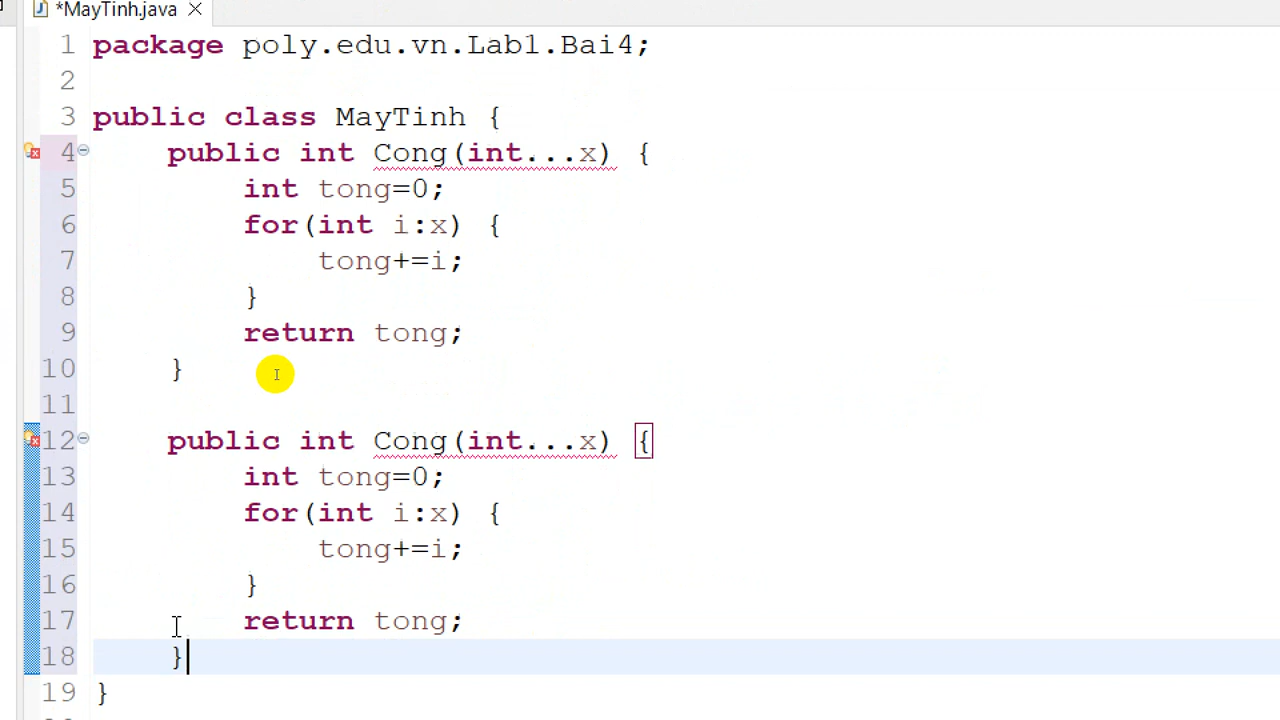 *MayTinh.java
1 package poly.edu.vn.Lab1.Bai4;
2
3 public class MayTinh {
4 public int Cong(int...x) {
5 int tong=0;
6 for(int i:x) {
7 tong+=i;
8 }
9 return tong;
10 }
11
12 public int Cong(int...x) {
13 int tong=0;
14 for(int i:x) {
15 tong+=i;
16 }
17 return tong;
18 }
19 }